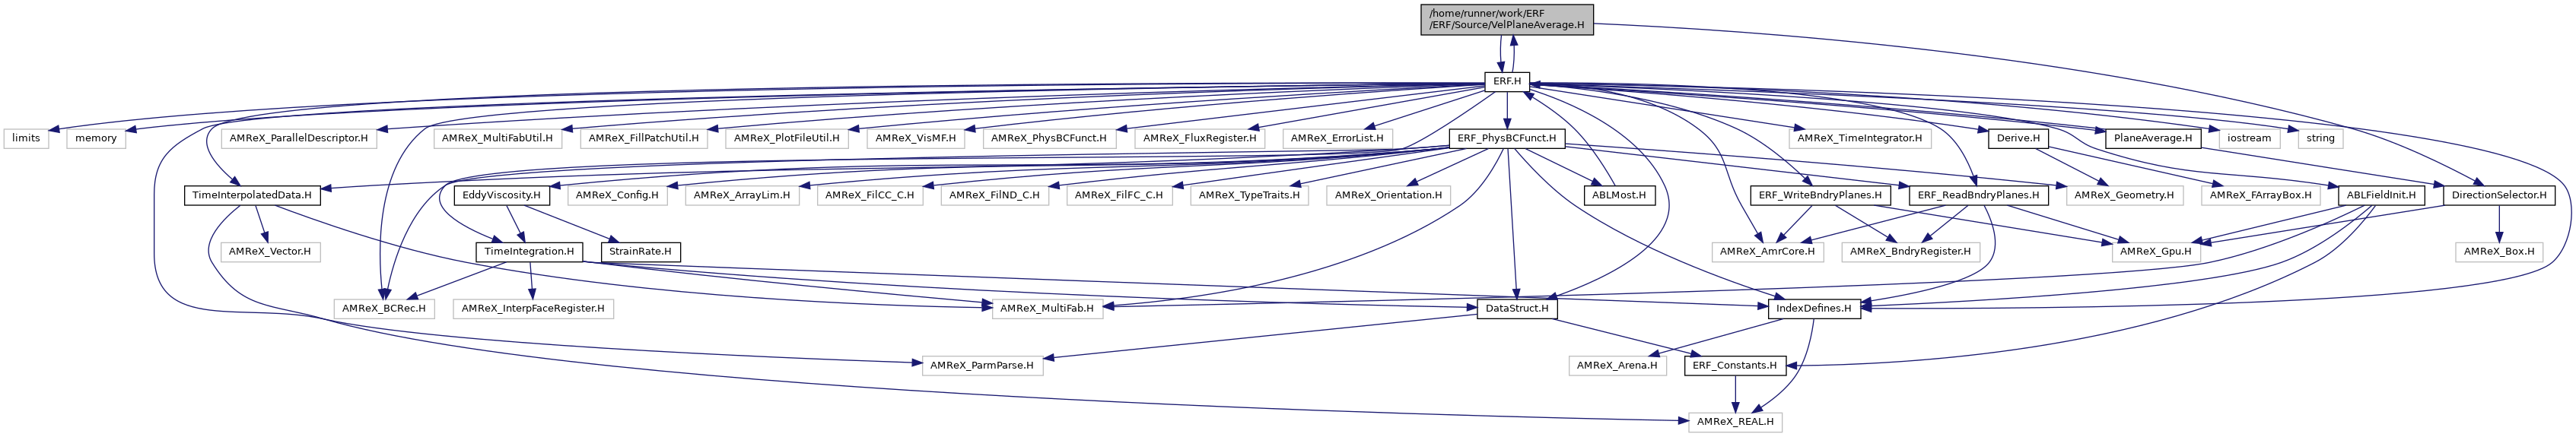 /home/runner/work/ERF
/ERF/Source/VelPlaneAverage.H
ERF.H
limits
memory
AMReX_ParallelDescriptor.H
AMReX_MultiFabUtil.H
AMReX_FillPatchUtil.H
AMReX_PlotFileUtil.H
AMReX_VisMF.H
AMReX_PhysBCFunct.H
AMReX_FluxRegister.H
AMReX_ErrorList.H
ERF_PhysBCFunct.H
AMReX_TimeIntegrator.H
Derive.H
PlaneAverage.H
iostream
string
TimeInterpolatedData.H
EddyViscosity.H
AMReX_Config.H
AMReX_ArrayLim.H
AMReX_FilCC_C.H
AMReX_FilND_C.H
AMReX_FilFC_C.H
AMReX_TypeTraits.H
AMReX_Orientation.H
ABLMost.H
ERF_WriteBndryPlanes.H
ERF_ReadBndryPlanes.H
AMReX_Geometry.H
AMReX_FArrayBox.H
ABLFieldInit.H
DirectionSelector.H
AMReX_Vector.H
TimeIntegration.H
StrainRate.H
AMReX_AmrCore.H
AMReX_BndryRegister.H
AMReX_Gpu.H
AMReX_Box.H
AMReX_BCRec.H
AMReX_InterpFaceRegister.H
AMReX_MultiFab.H
DataStruct.H
IndexDefines.H
AMReX_ParmParse.H
AMReX_Arena.H
ERF_Constants.H
AMReX_REAL.H